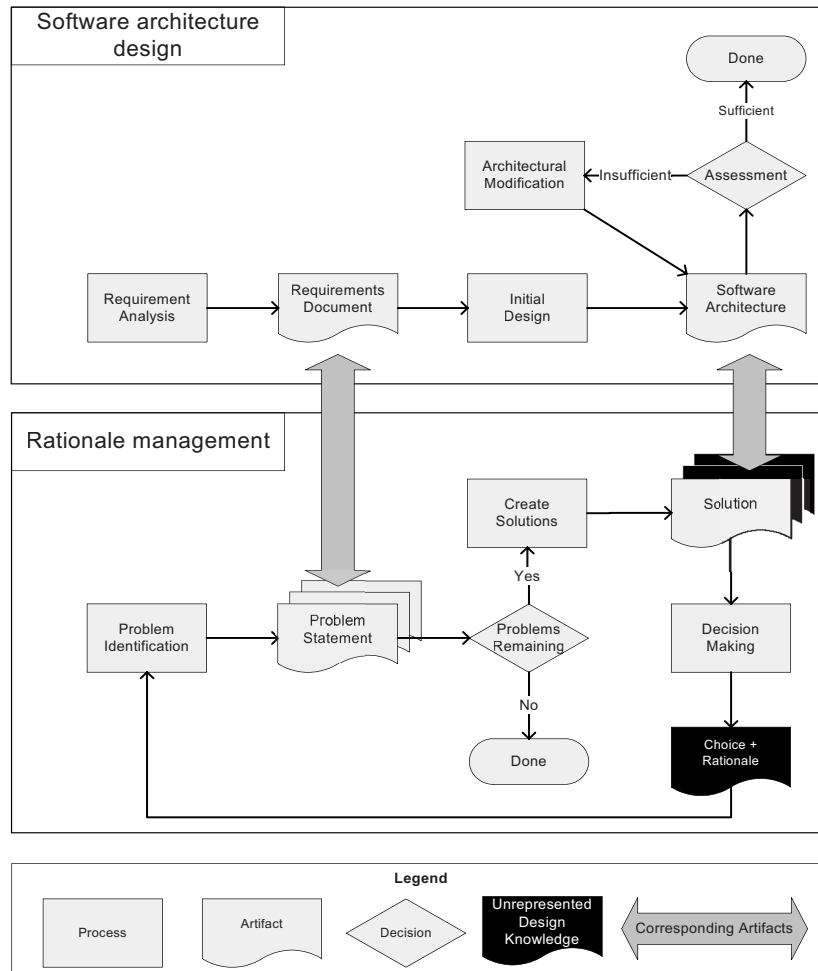 Software architecture
design
Done
Sufficient
Architectural
Modification
Insufficient
Assessment
Requirement
Analysis
Requirements
Document
Initial
Design
Software
Architecture
Rationale management
Create
Solutions
Solution
Yes
Problem
Identification
Problem
Statement
Problems
Remaining
Decision
Making
No
Done
Choice +
Rationale
Legend
Process
Artifact
Decision
Unrepresented
Design
Knowledge
Corresponding Artifacts